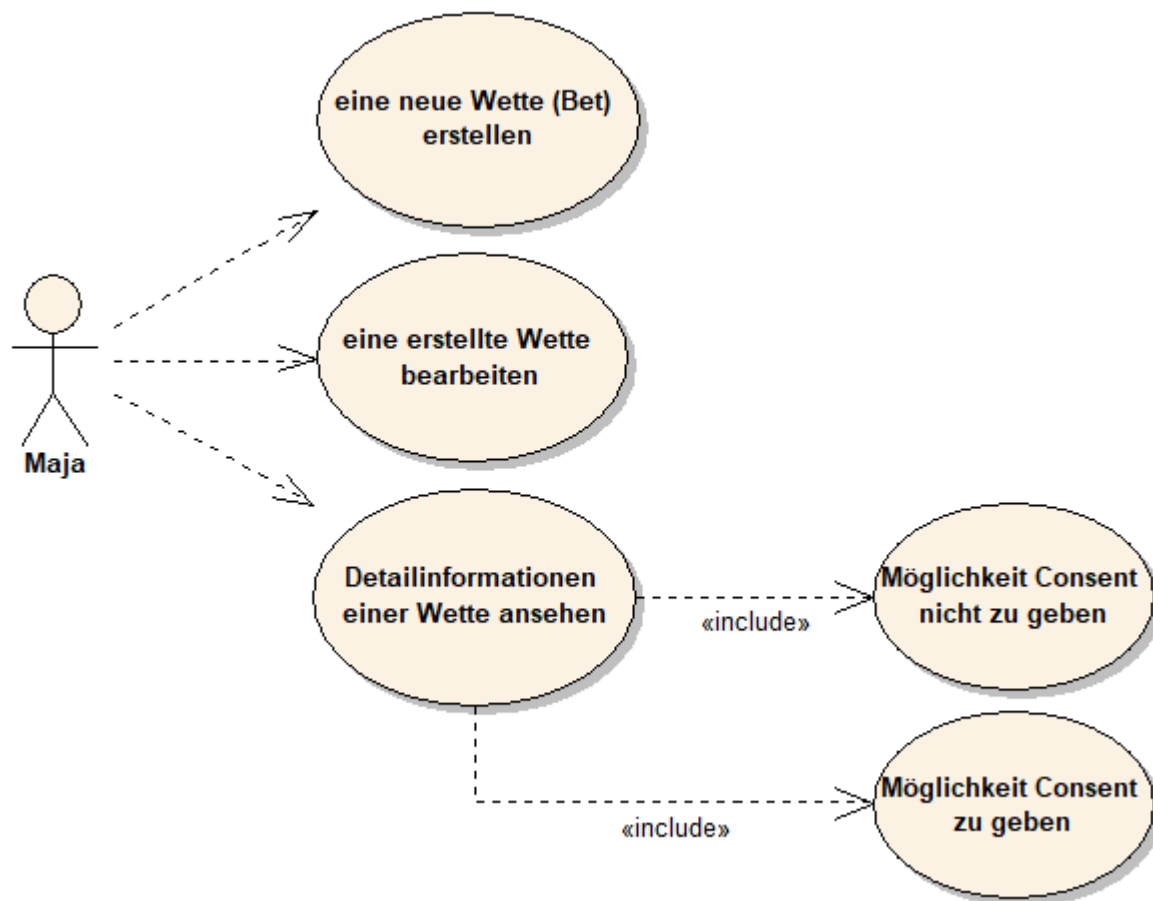 eine neue Wette (Bet)
erstellen
eine erstellte Wette
bearbeiten
Maja
Detailinformationen
einer Wette ansehen
«include»
Möglichkeit Consent
nicht zu geben
«include»
Möglichkeit Consent
zu geben